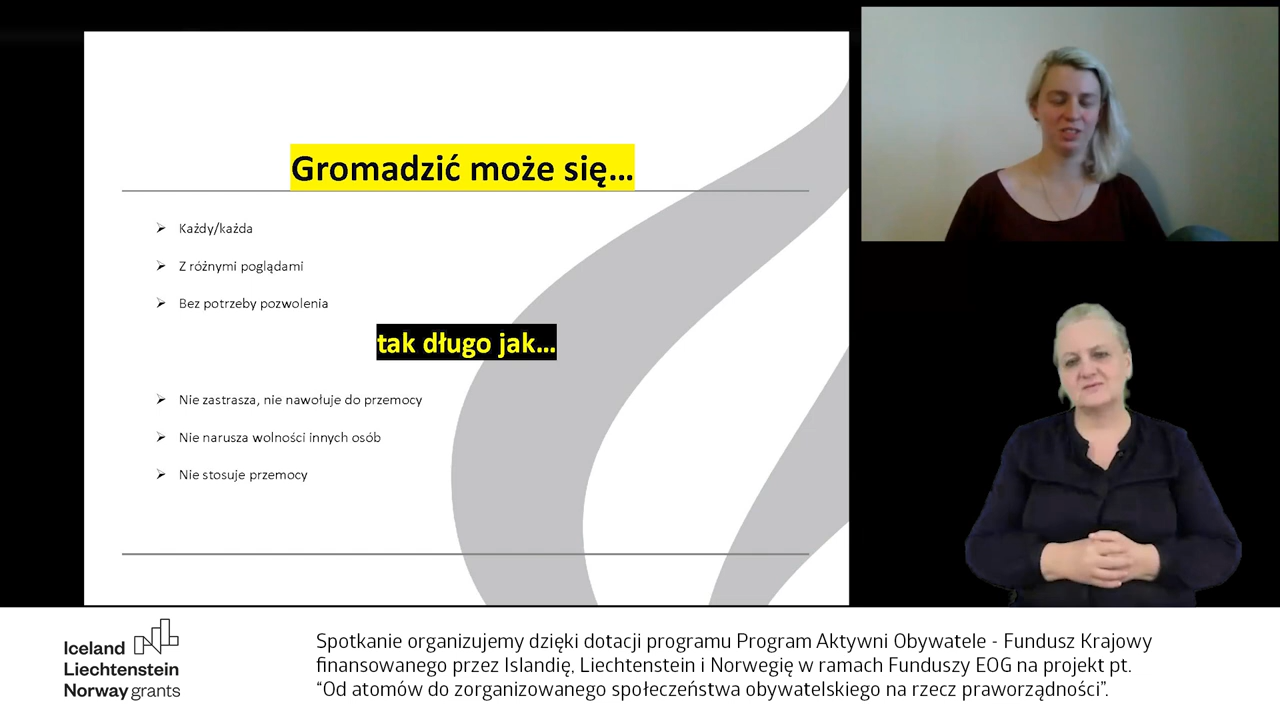 Gromadzić może się...
Każdy/każda
Z różnymi poglądami
Bez potrzeby pozwolenia
tak długo jak...
Nie zastrasza, nie nawołuje do przemocy
Nie narusza wolności innych osób
Nie stosuje przemocy
Iceland
Liechtenstein
Norway grants
Spotkanie organizujemy dzięki dotacji programu Program Aktywni Obywatele - Fundusz Krajowy
finansowanego przez Islandię, Liechtenstein i Norwegię w ramach Funduszy EOG na projekt pt.
“Od atomów do zorganizowanego społeczeństwa obywatelskiego na rzecz praworządności”.